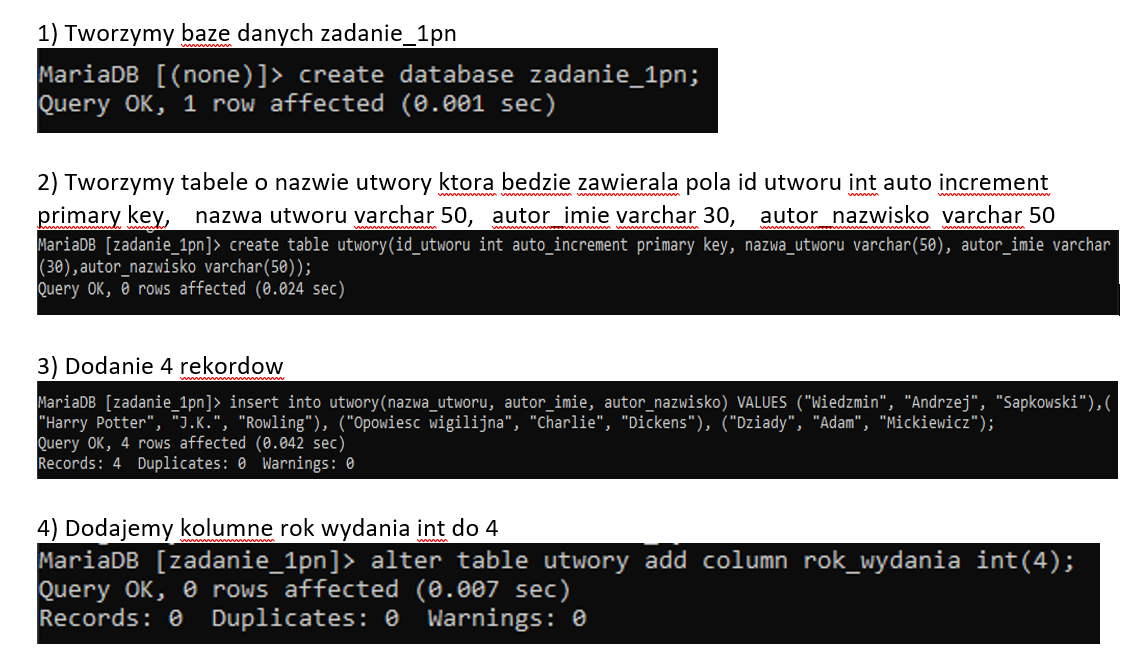 1) Tworzymy baze danych zadanie_1pn
MariaDB [(none)]> create database zadanie_1pn;
Query OK, 1 row affected (0.001 sec)
2) Tworzymy tabele o nazwie utwory ktora bedzie zawierala pola id utworu int auto increment
primary key,    nazwa utworu varchar 50,   autor_imie varchar 30,    autor_nazwisko  varchar 50
MariaDB [zadanie_1pn]> create table utwory(id_utworu int auto_increment primary key, nazwa_utworu varchar(50), autor_imie varchar
(30),autor_nazwisko varchar(50));
Query OK, 0 rows affected (0.024 sec)
3) Dodanie 4 rekordow
MariaDB [zadanie_1pn]> insert into utwory(nazwa_utworu, autor_imie, autor_nazwisko) VALUES ("Wiedzmin", "Andrzej", "Sapkowski"),(
"Harry Potter", "J.K.", "Rowling"), ("Opowiesc wigilijna", "Charlie", "Dickens"), ("Dziady", "Adam", "Mickiewicz");
Query OK, 4 rows affected (0.042 sec)
Records: 4  Duplicates: 0  Warnings: 0
4) Dodajemy kolumne rok wydania int do 4
MariaDB [zadanie_1pn]> alter table utwory add column rok_wydania int(4);
Query OK, 0 rows affected (0.007 sec)
Records: 0  Duplicates: 0  Warnings: 0